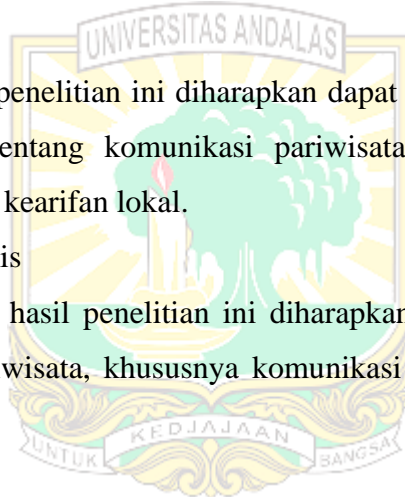 UNIVERSITAS ANDALAS
penelitian ini diharapkan dapat
entang komunikasi pariwisata
kearifan lokal.
is
hasil penelitian ini diharapkan
wisata, khususnya komunikasi
UNTUK KEDJAJAAN BANGSA